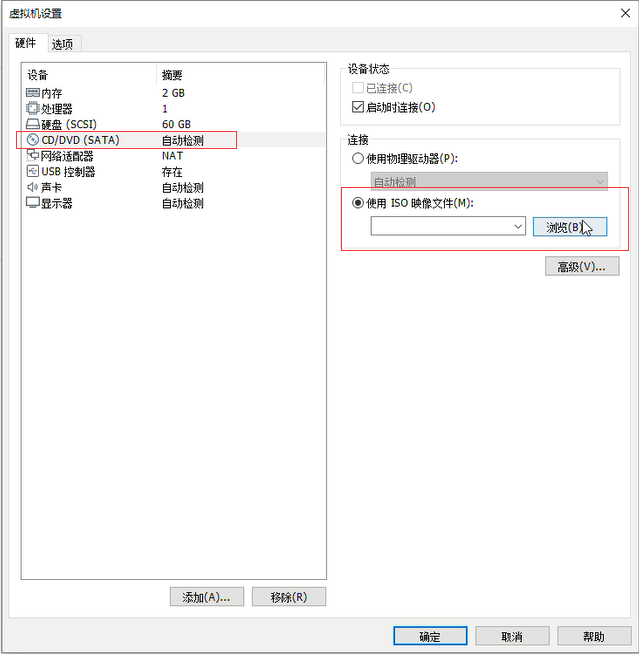 虚拟机设置
硬件 选项
设备 摘要
内存 2 GB
处理器 1
硬盘 (SCSI) 60 GB
CD/DVD (SATA) 自动检测
网络适配器 NAT
USB 控制器 存在
声卡 自动检测
显示器 自动检测
添加(A)... 移除(R)
设备状态
已连接(C)
启动时连接(O)
连接
使用物理驱动器(P):
自动检测
使用 ISO 映像文件(M):
浏览(B)
高级(V)...
确定 取消 帮助